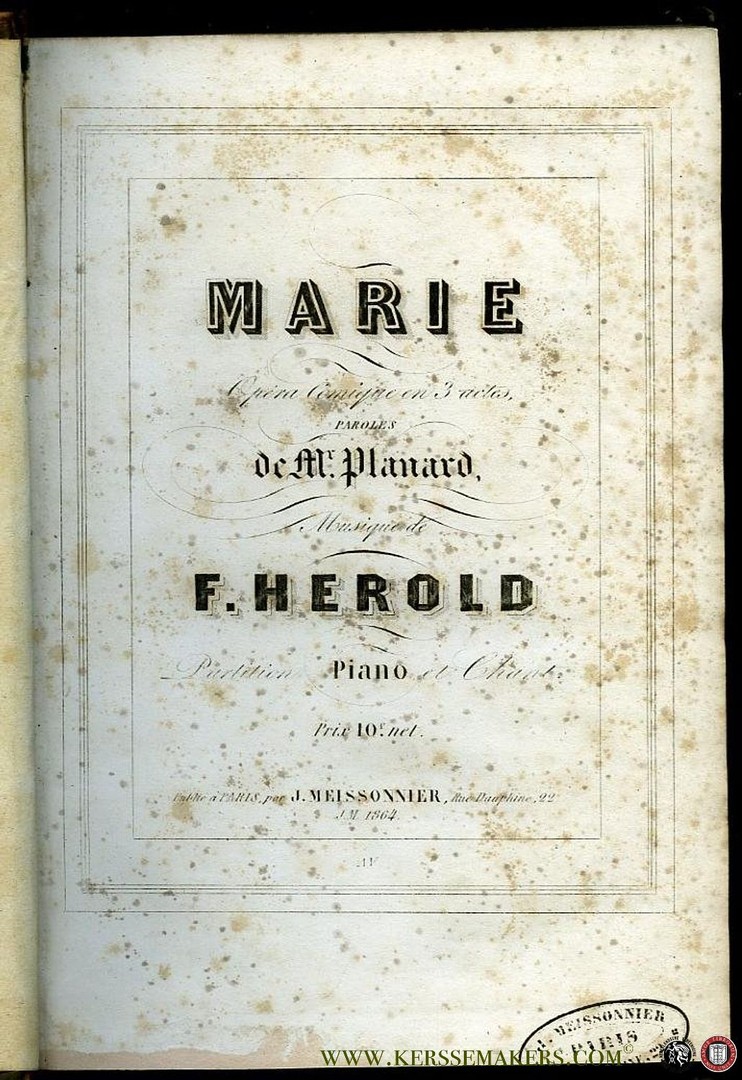 MARIE
Opéra Comique en 3 actes,
PAROLES
de Mr. Planard,
Musique de
F. HEROLD
Partition Piano et Chant.
Prix 10f. net.
Publié à PARIS, par J. MEISSONNIER, Rue Dauphine, 22
J.M. 1864.
AV
J. MEISSONNIER
PARIS
WWW.KERSSEMAKERS.COM